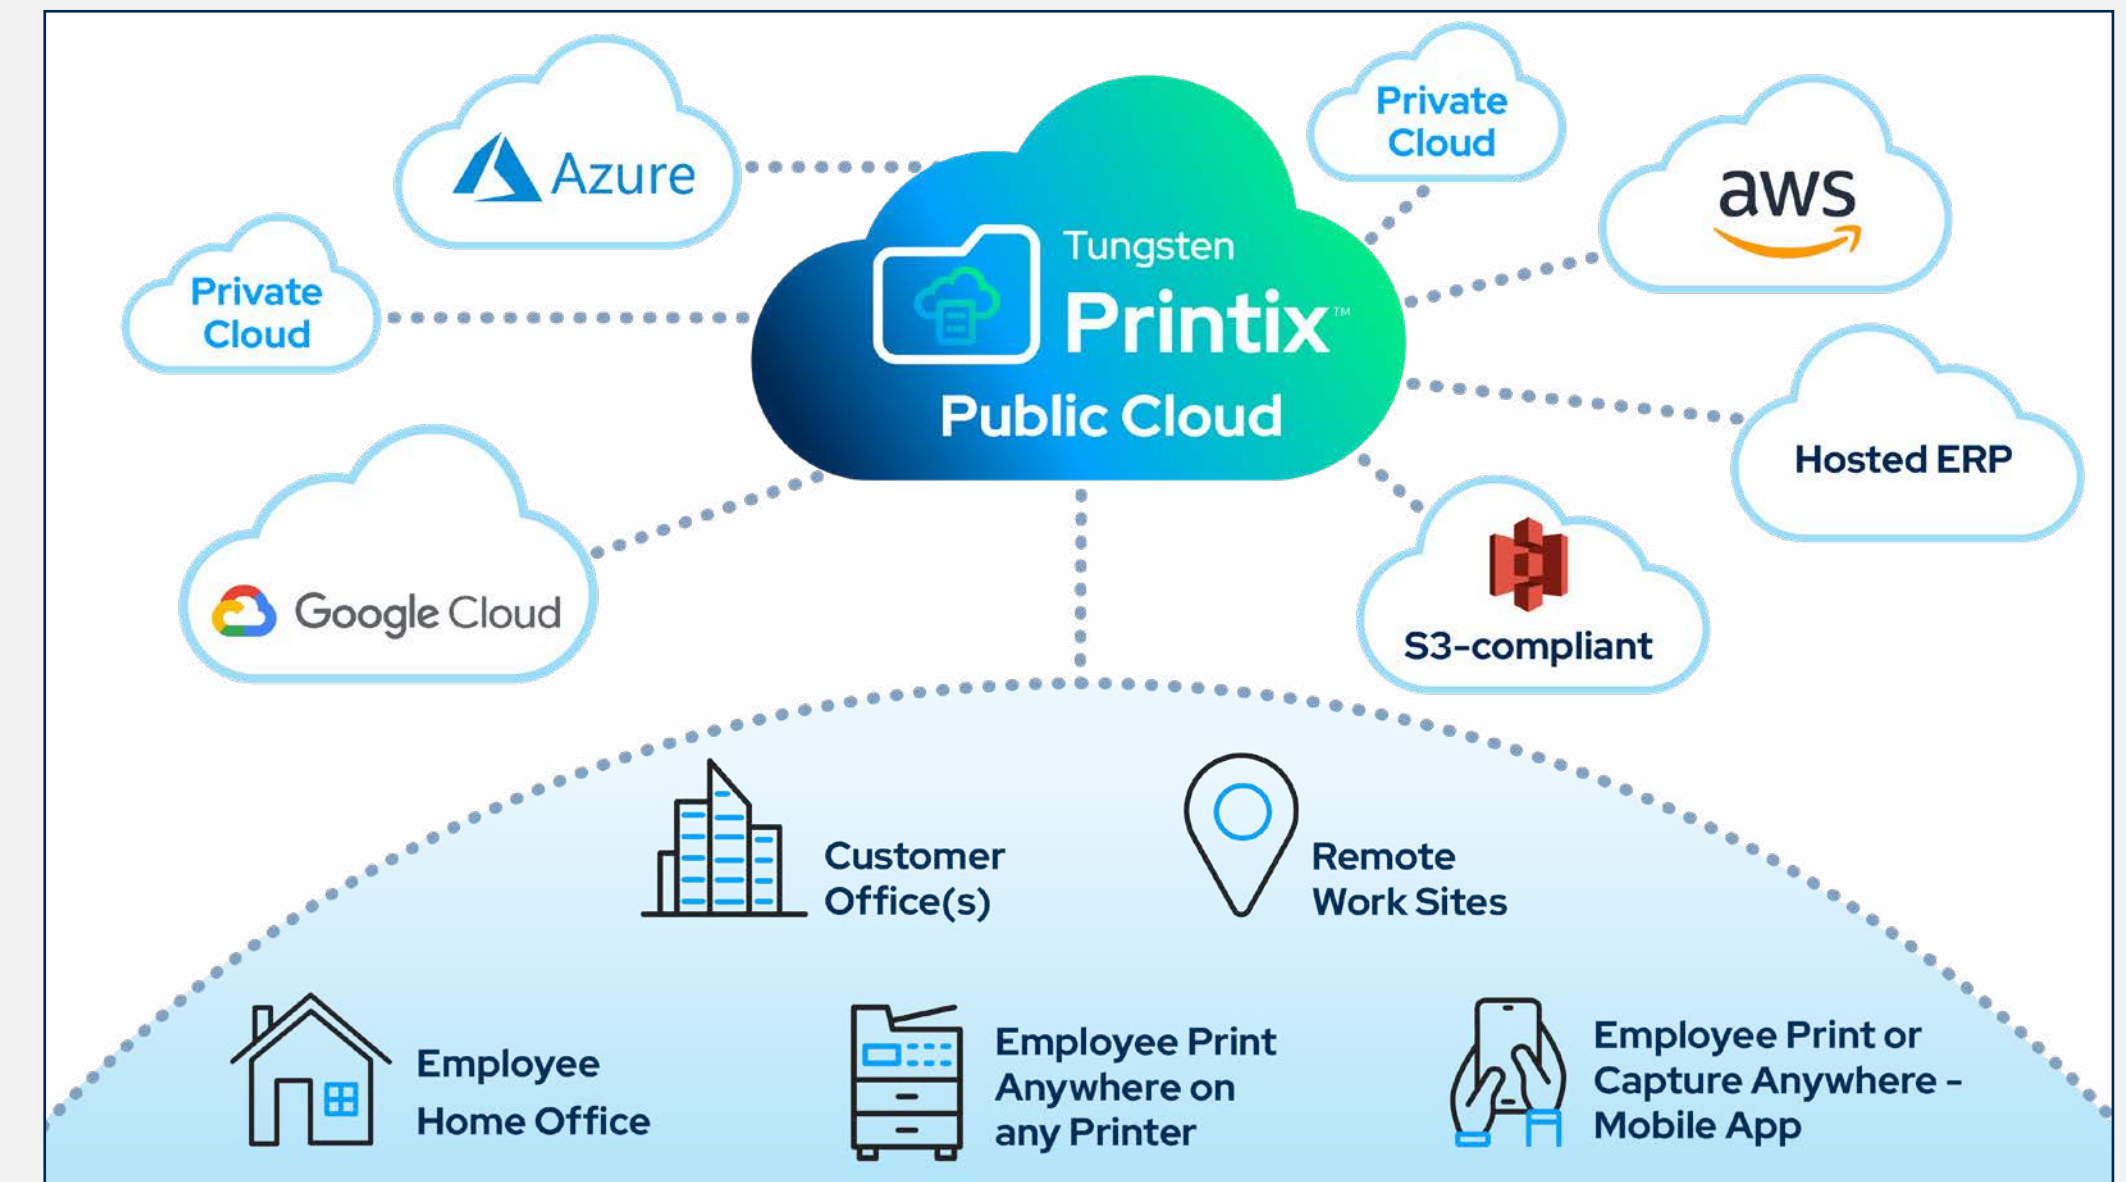 Private
Cloud
Azure
aws
Private
Cloud
Tungsten
Printix™
Public Cloud
Hosted ERP
Google Cloud
S3-compliant
Customer
Office(s)
Remote
Work Sites
Employee
Home Office
Employee Print
Anywhere on
any Printer
Employee Print or
Capture Anywhere -
Mobile App